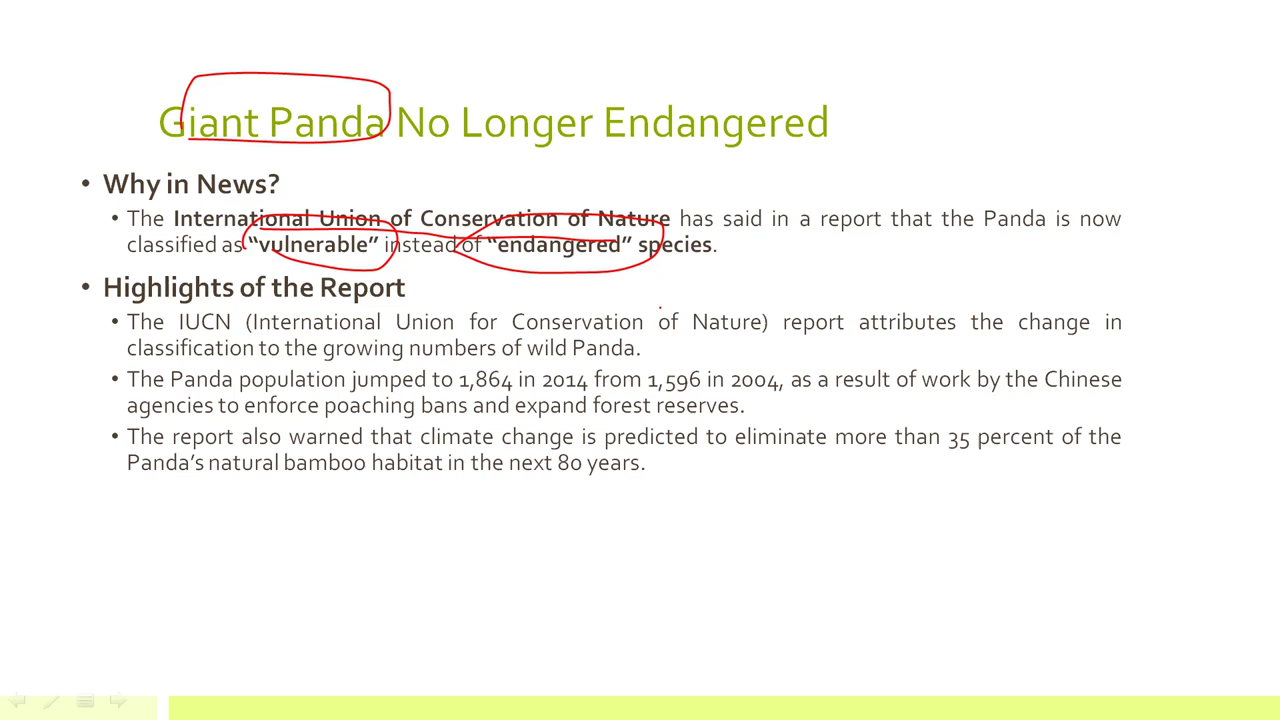 Giant Panda No Longer Endangered
• Why in News?
• The International Union of Conservation of Nature has said in a report that the Panda is now
classified as “vulnerable” instead of “endangered” species.
• Highlights of the Report
• The IUCN (International Union for Conservation of Nature) report attributes the change in
classification to the growing numbers of wild Panda.
• The Panda population jumped to 1,864 in 2014 from 1,596 in 2004, as a result of work by the Chinese
agencies to enforce poaching bans and expand forest reserves.
• The report also warned that climate change is predicted to eliminate more than 35 percent of the
Panda’s natural bamboo habitat in the next 80 years.